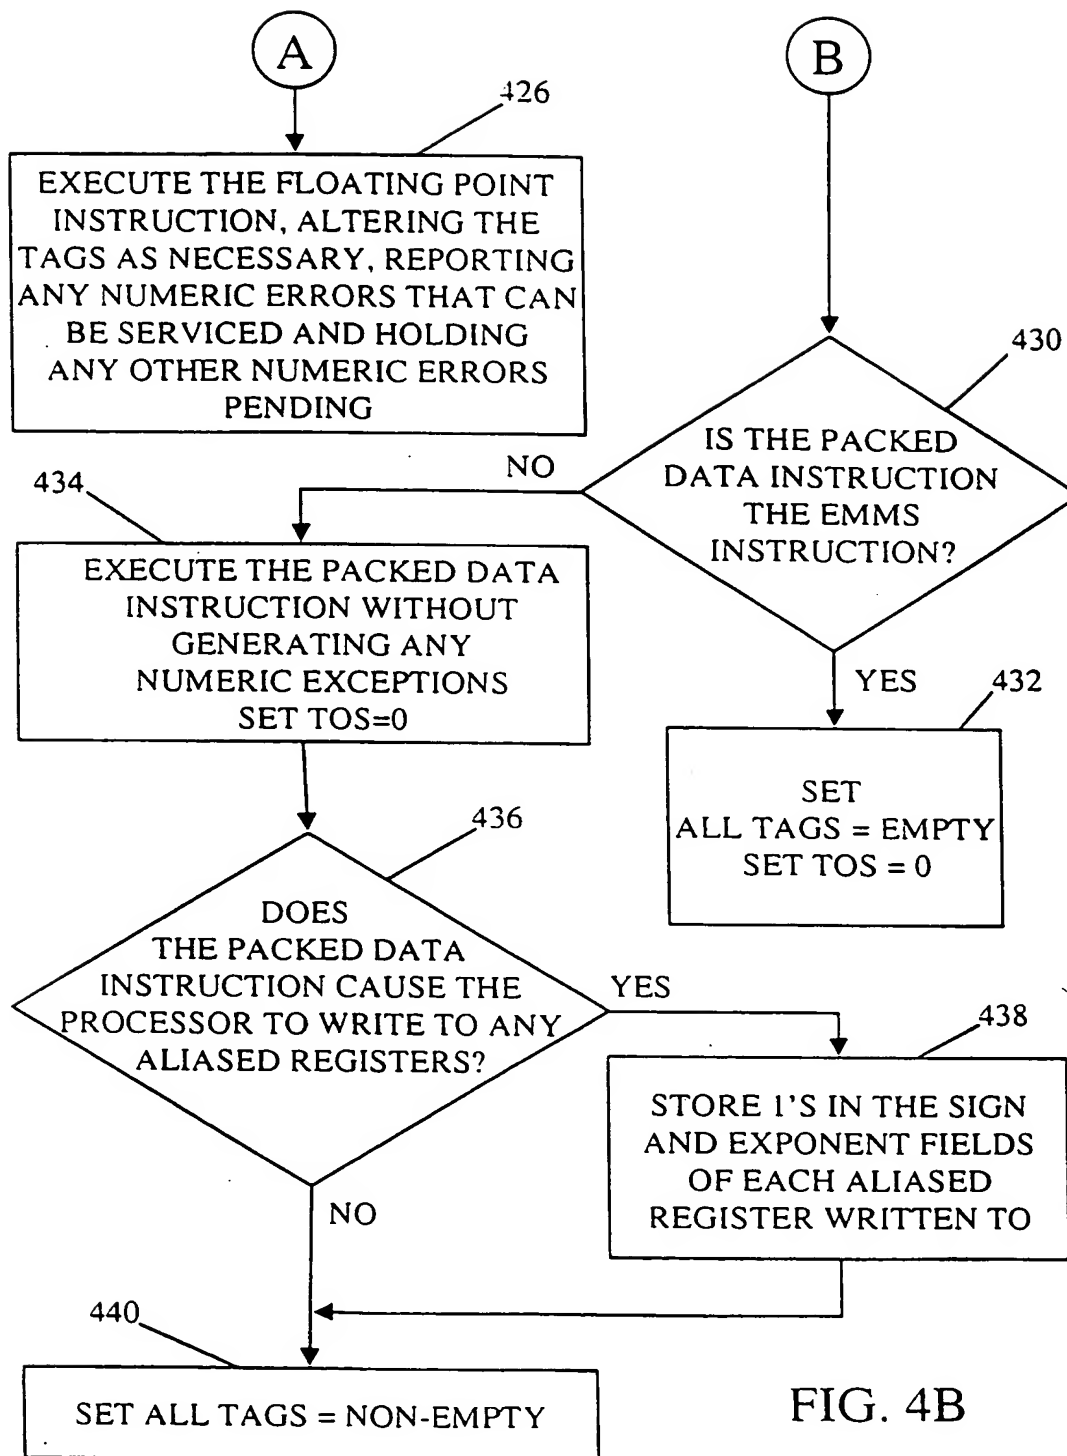 A
426
EXECUTE THE FLOATING POINT
INSTRUCTION, ALTERING THE
TAGS AS NECESSARY, REPORTING
ANY NUMERIC ERRORS THAT CAN
BE SERVICED AND HOLDING
ANY OTHER NUMERIC ERRORS
PENDING
B
430
IS THE PACKED
DATA INSTRUCTION
THE EMMS
INSTRUCTION?
NO
YES
434
EXECUTE THE PACKED DATA
INSTRUCTION WITHOUT
GENERATING ANY
NUMERIC EXCEPTIONS
SET TOS=0
432
SET
ALL TAGS = EMPTY
SET TOS = 0
436
DOES
THE PACKED DATA
INSTRUCTION CAUSE THE
PROCESSOR TO WRITE TO ANY
ALIASED REGISTERS?
YES
NO
438
STORE 1'S IN THE SIGN
AND EXPONENT FIELDS
OF EACH ALIASED
REGISTER WRITTEN TO
440
SET ALL TAGS = NON-EMPTY
FIG. 4B